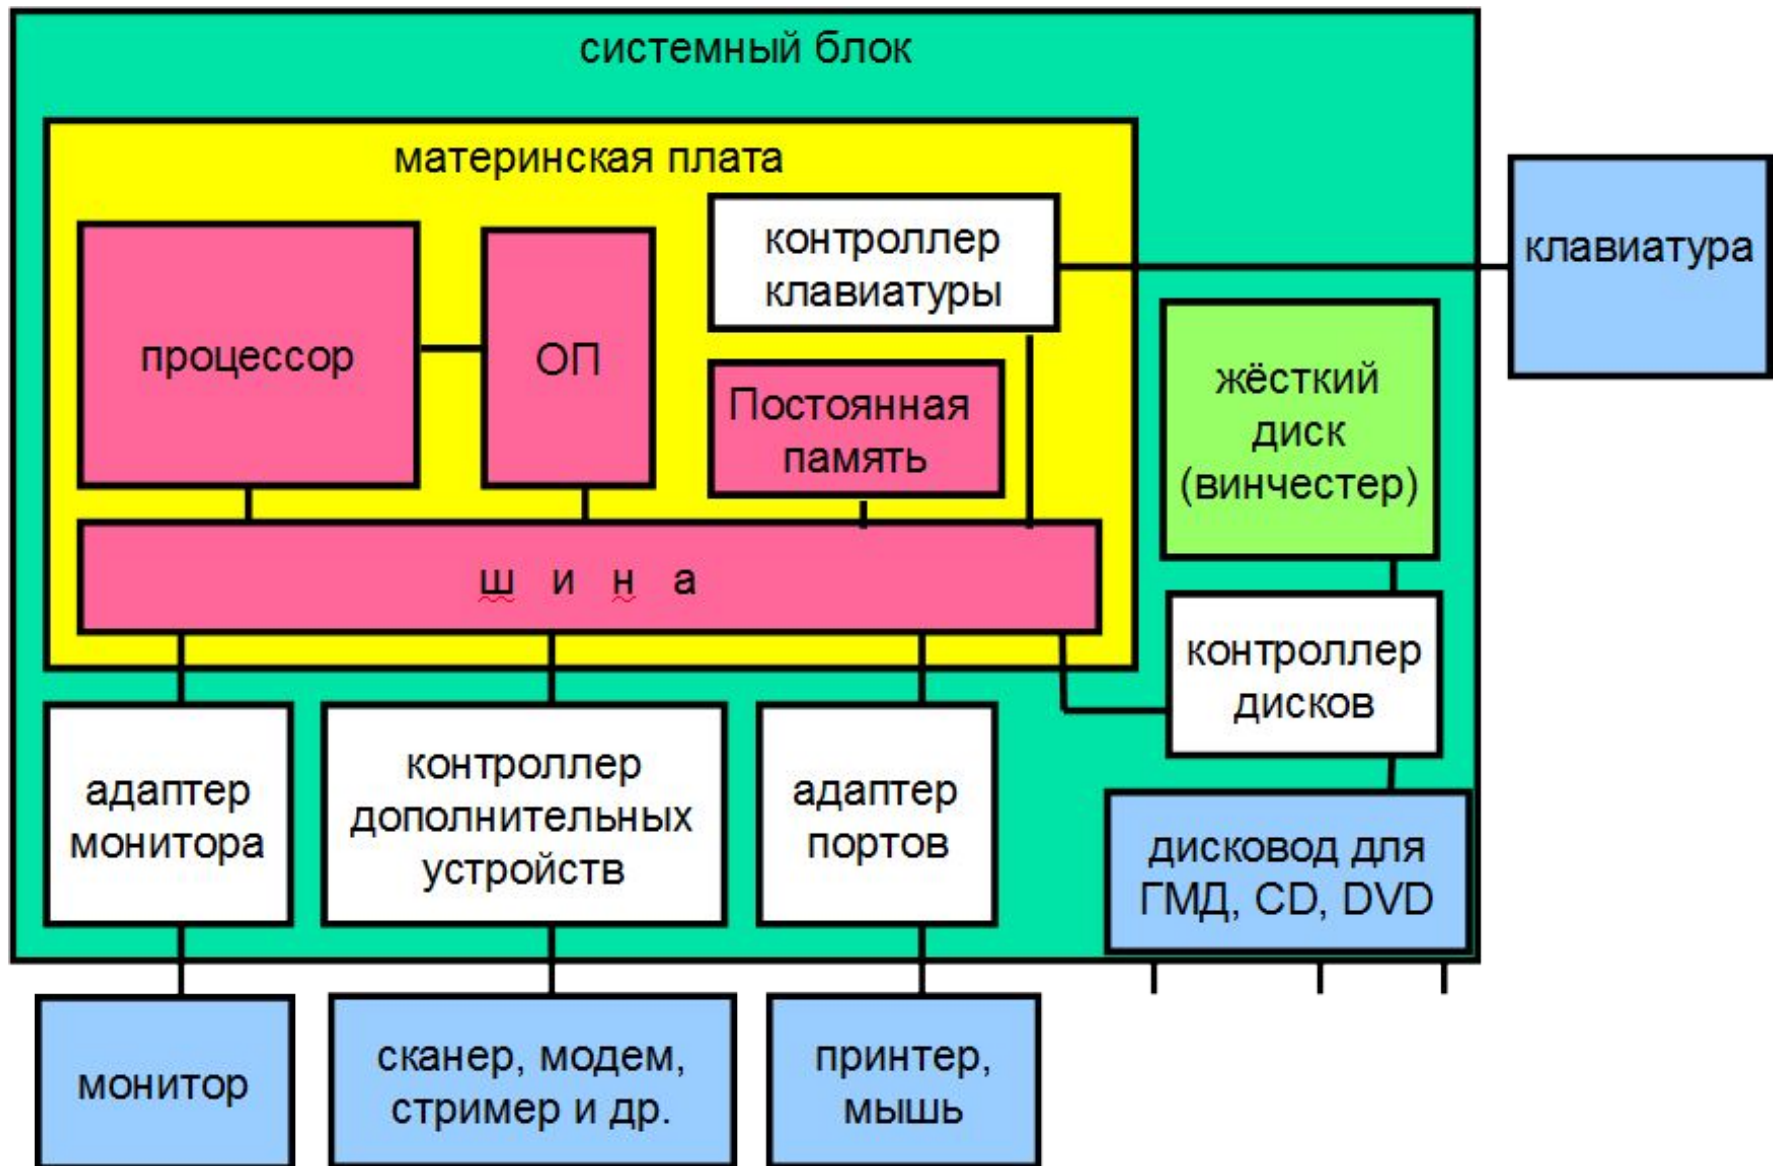 системный блок
материнская плата
процессор
ОП
контроллер
клавиатуры
Постоянная
память
ш и н а
клавиатура
жёсткий
диск
(винчестер)
контроллер
дисков
адаптер
монитора
контроллер
дополнительных
устройств
адаптер
портов
дисковод для
ГМД, CD, DVD
монитор
сканер, модем,
стример и др.
принтер,
мышь